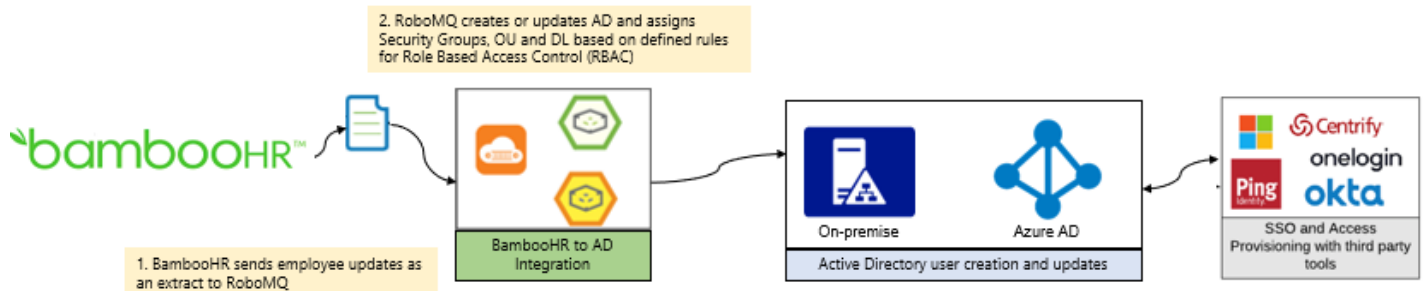 2. RoboMQ creates or updates AD and assigns
Security Groups, OU and DL based on defined rules
for Role Based Access Control (RBAC)
bambooHR™
BambooHR to AD
Integration
1. BambooHR sends employee updates as
an extract to RoboMQ
On-premise
Azure AD
Active Directory user creation and updates
Centrify
onelogin
Ping
Identity.
okta
SSO and Access
Provisioning with third party
tools